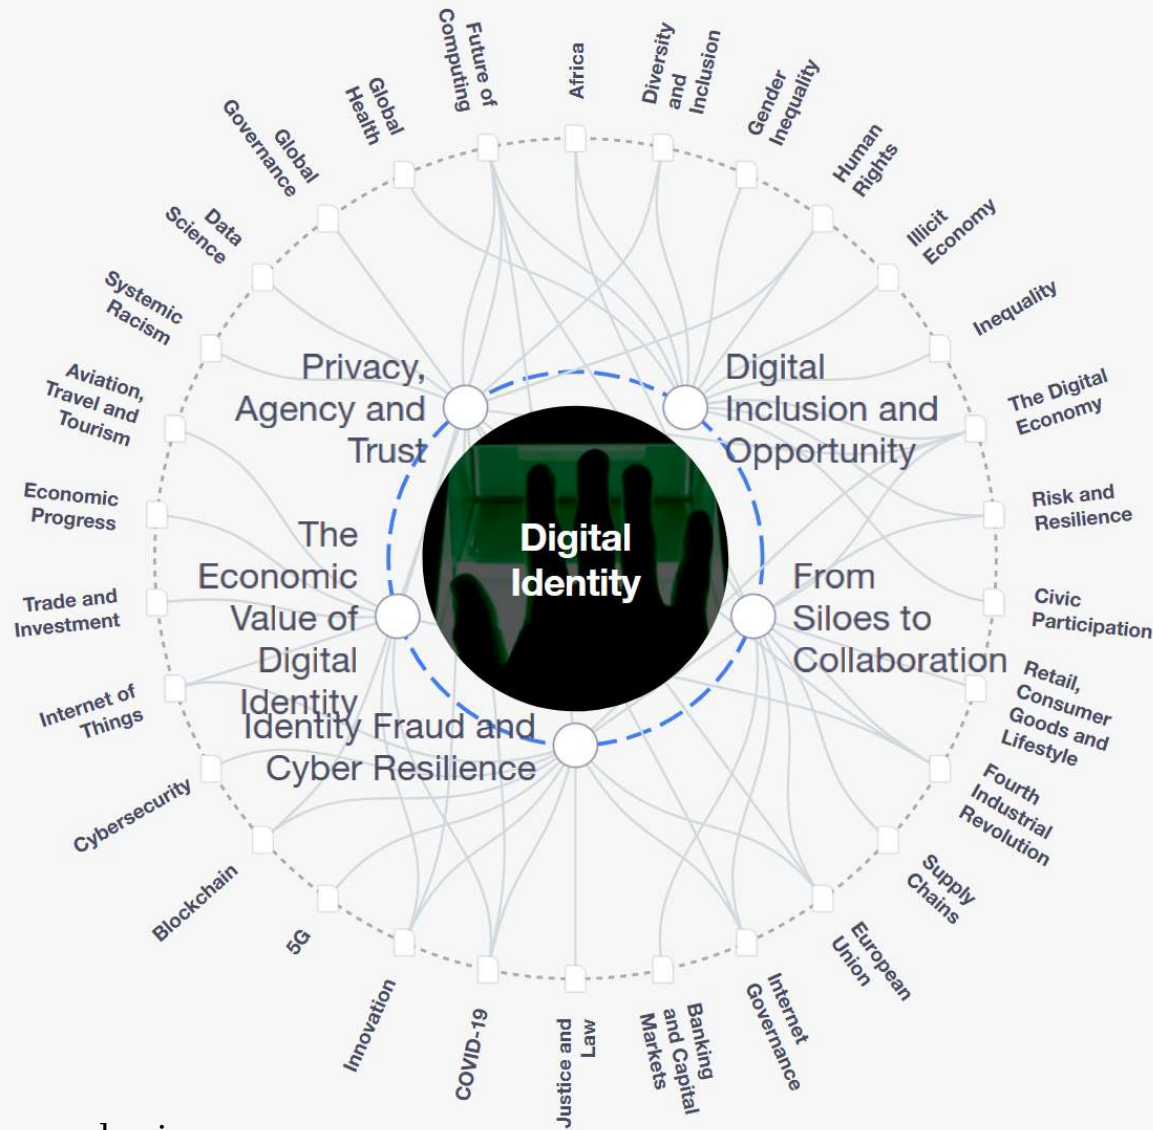 Future of
Computing
Africa
Diversity
and
Inclusion
Gender
Inequality
Human
Rights
Illicit
Economy
Inequality
The Digital
Economy
Risk and
Resilience
Civic
Participation
Retail,
Consumer
Goods and
Lifestyle
Fourth
Industrial
Revolution
Supply
Chains
European
Union
Internet
Governance
Banking
and Capital
Markets
Justice and
Law
COVID-19
Innovation
5G
Blockchain
Cybersecurity
Internet of
Things
Trade and
Investment
Economic
Progress
Aviation,
Travel and
Tourism
Systemic
Racism
Data
Science
Global
Governance
Global
Health
Privacy,
Agency and
Trust
Digital
Inclusion and
Opportunity
Digital
Identity
The
Economic
Value of
Digital
Identity
From
Siloes to
Collaboration
Identity Fraud and
Cyber Resilience